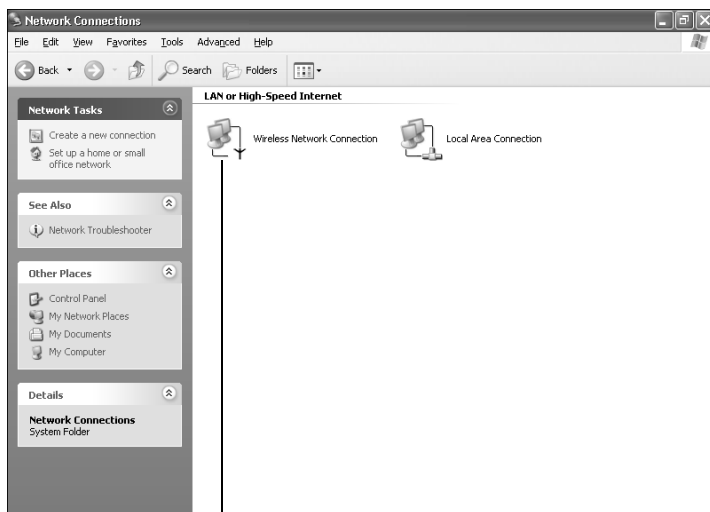 Network Connections
File Edit View Favorites Tools Advanced Help
Back Search Folders
Network Tasks
Create a new connection
Set up a home or small
office network
See Also
Network Troubleshooter
Other Places
Control Panel
My Network Places
My Documents
My Computer
Details
Network Connections
System Folder
LAN or High-Speed Internet
Wireless Network Connection
Local Area Connection